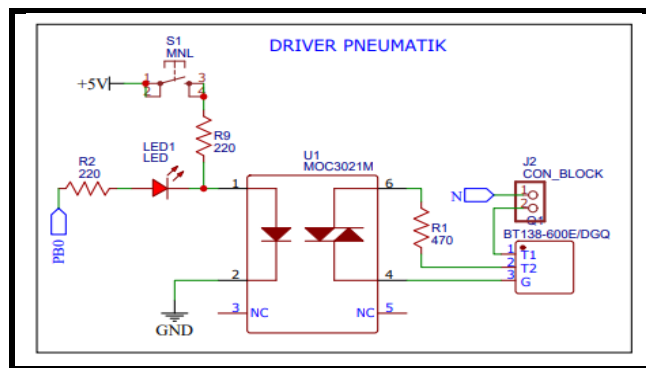 DRIVER PNEUMATIK
S1
MNL
+5V
1
2
3
4
R9
220
LED1
LED
R2
220
PB0
U1
MOC3021M
1
2
3
NC
6
4
5
NC
GND
R1
470
J2
CON_BLOCK
N
1
2
Q1
BT138-600E/DGQ
1 T1
2 T2
3 G